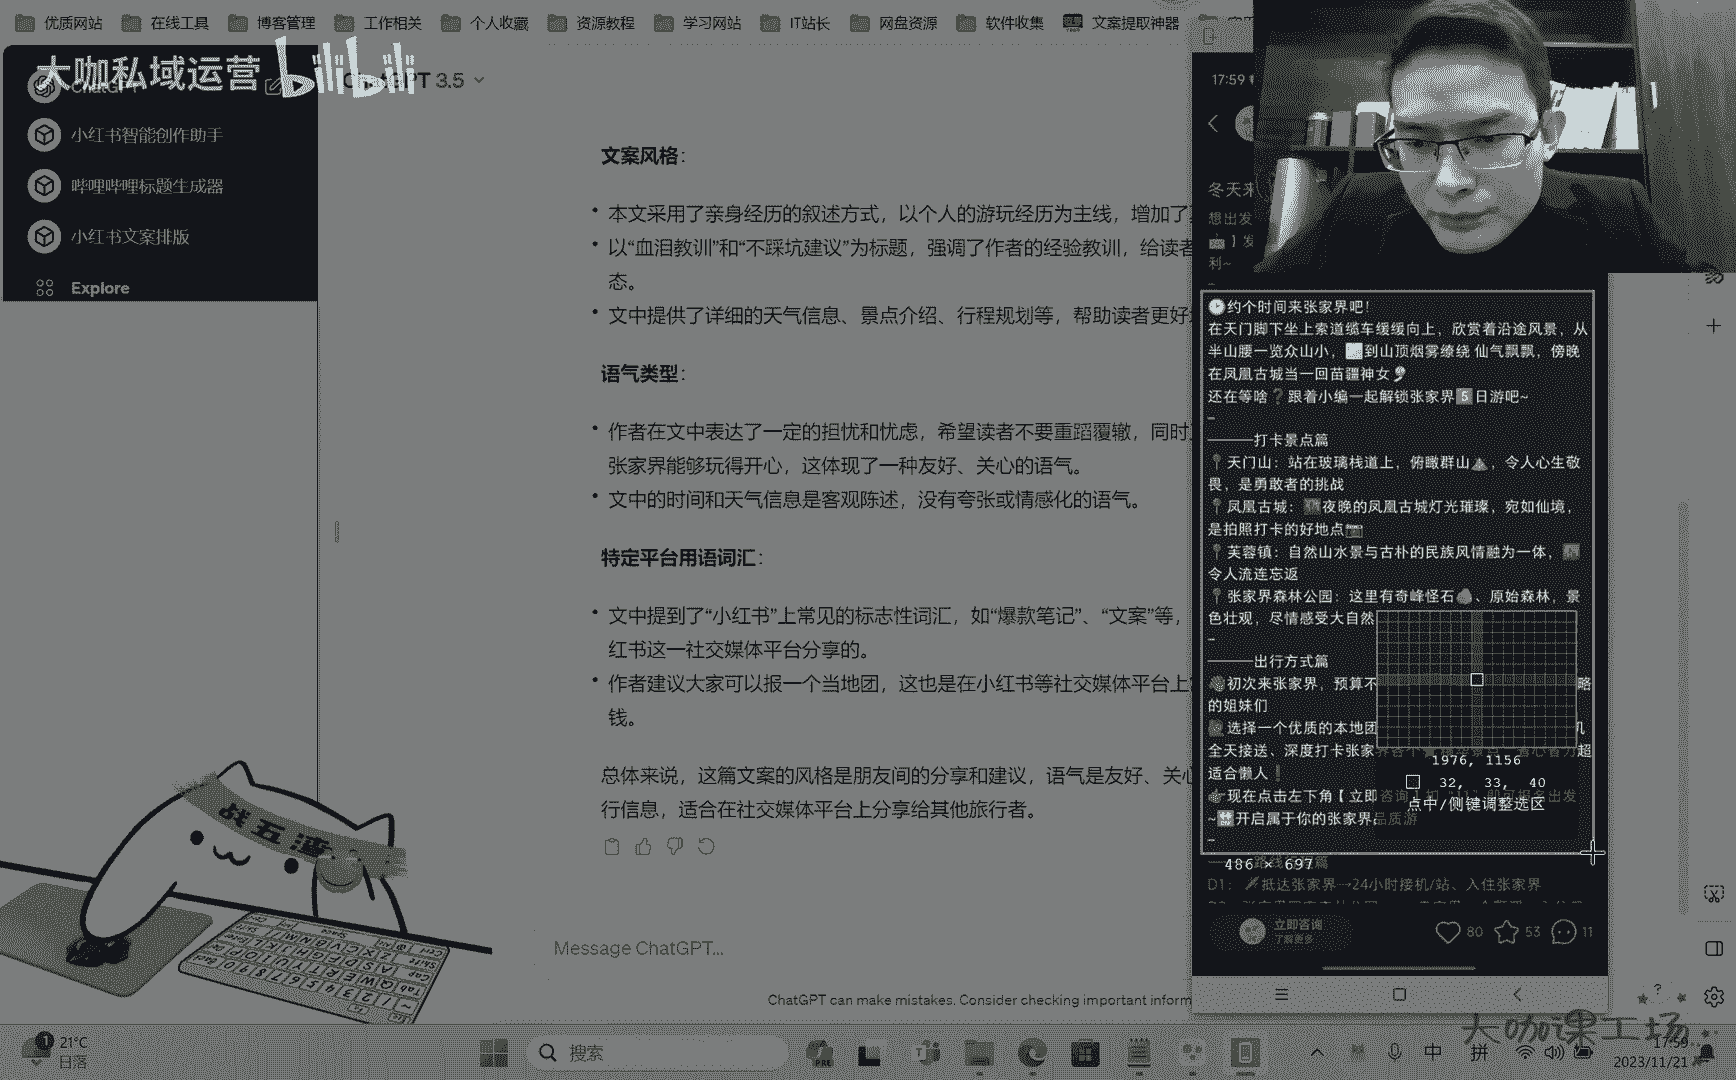 优质网站 在线工具 博客管理 工作相关 个人收藏 资源教程 学习网站 IT站长 网盘资源 软件收集 文案提取神器
大咖私域运营 bilibili
ChatGPT
3.5
小红书智能创作助手
哔哩哔哩标题生成器
小红书文案排版
Explore
文案风格：
本文采用了亲身经历的叙述方式，以个人的游玩经历为主线，增加了
以“血泪教训”和“不踩坑建议”为标题，强调了作者的经验教训，给读者
态。
文中提供了详细的天气信息、景点介绍、行程规划等，帮助读者更好
语气类型：
作者在文中表达了一定的担忧和忧虑，希望读者不要重蹈覆辙，同时
张家界能够玩得开心，这体现了一种友好、关心的语气。
文中的时间和天气信息是客观陈述，没有夸张或情感化的语气。
特定平台用语词汇：
文中提到了“小红书”上常见的标志性词汇，如“爆款笔记”、“文案”等，
红书这一社交媒体平台分享的。
作者建议大家可以报一个当地团，这也是在小红书等社交媒体平台上
钱。
总体来说，这篇文案的风格是朋友间的分享和建议，语气是友好、关心
行信息，适合在社交媒体平台上分享给其他旅行者。
Message ChatGPT...
ChatGPT can make mistakes. Consider checking important inform
17:59
冬天来
想出发
】发
利~
🕑约个时间来张家界吧！
在天门脚下坐上索道缆车缓缓向上，欣赏着沿途风景，从
半山腰一览众山小，到山顶烟雾缭绕 仙气飘飘，傍晚
在凤凰古城当一回苗疆神女
还在等啥❓跟着小编一起解锁张家界5日游吧~
–
———打卡景点篇
📍天门山：站在玻璃栈道上，俯瞰群山⛰，令人心生敬
畏，是勇敢者的挑战
📍凤凰古城：夜晚的凤凰古城灯光璀璨，宛如仙境，
是拍照打卡的好地点📷
📍芙蓉镇：自然山水景与古朴的民族风情融为一体，
令人流连忘返
📍张家界森林公园：这里有奇峰怪石、原始森林，景
色壮观，尽情感受大自然
–
———出行方式篇
初次来张家界，预算不 略
的姐妹们
选择一个优质的本地团
全天接送、深度打卡张家 超
适合懒人❗
现在点击左下角【立即咨询】 出发
~开启属于你的张家界品质游
–
1976, 1156
32, 33, 40
点中/侧键调整选区
486 × 697
D1： 抵达张家界→24小时接机/站、入住张家界
立即咨询
了解更多
80 53 11
战五渣
大咖课工场
1
21°C
日落
搜索
中 拼
17:59
2023/11/21